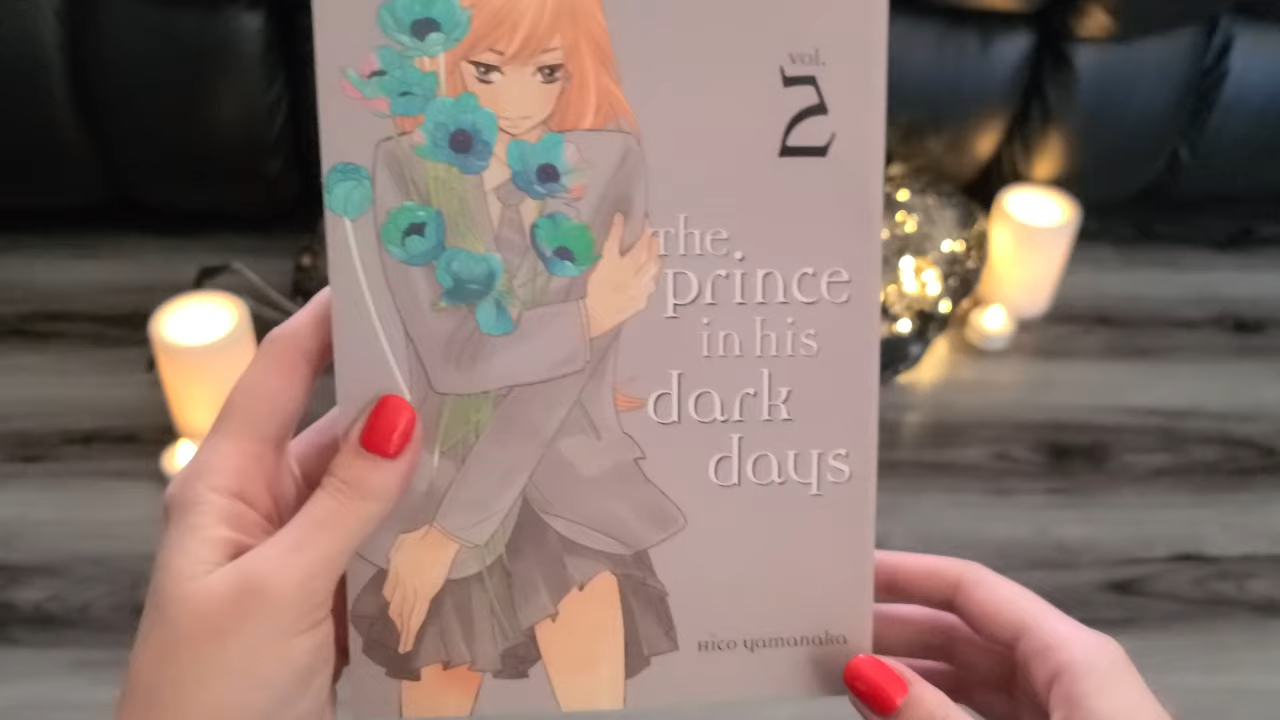 vol.
2
The
prince
in his
dark
days
Hico Yamanaka